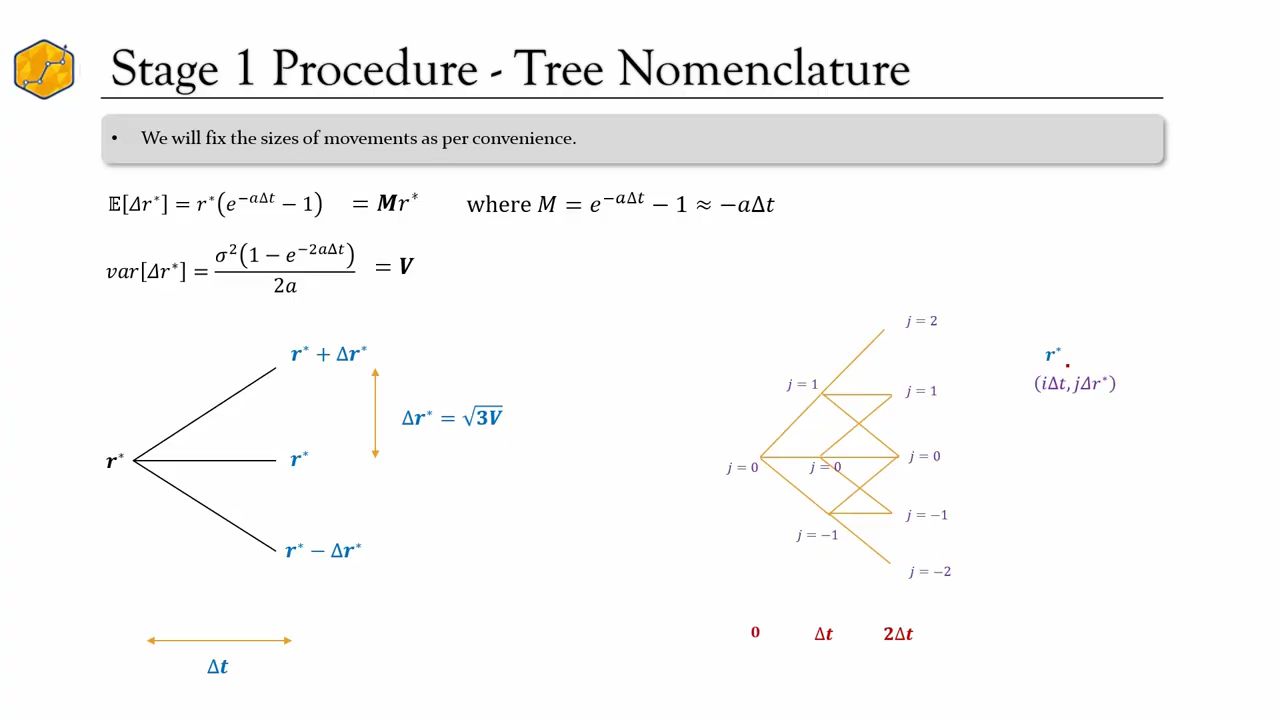 Stage 1 Procedure - Tree Nomenclature
• We will fix the sizes of movements as per convenience.
𝔼[Δr*] = r*(e^{−aΔt} − 1) = Mr* where M = e^{−aΔt} − 1 ≈ −aΔt
var[Δr*] = σ²(1 − e^{−2aΔt}) / 2a = V
j = 2
r* + Δr*
r*
j = 1
(iΔt, jΔr*)
j = 1
Δr* = √3V
r*
r*
j = 0
j = 0
j = 0
j = −1
j = −1
r* − Δr*
j = −2
0 Δt 2Δt
Δt